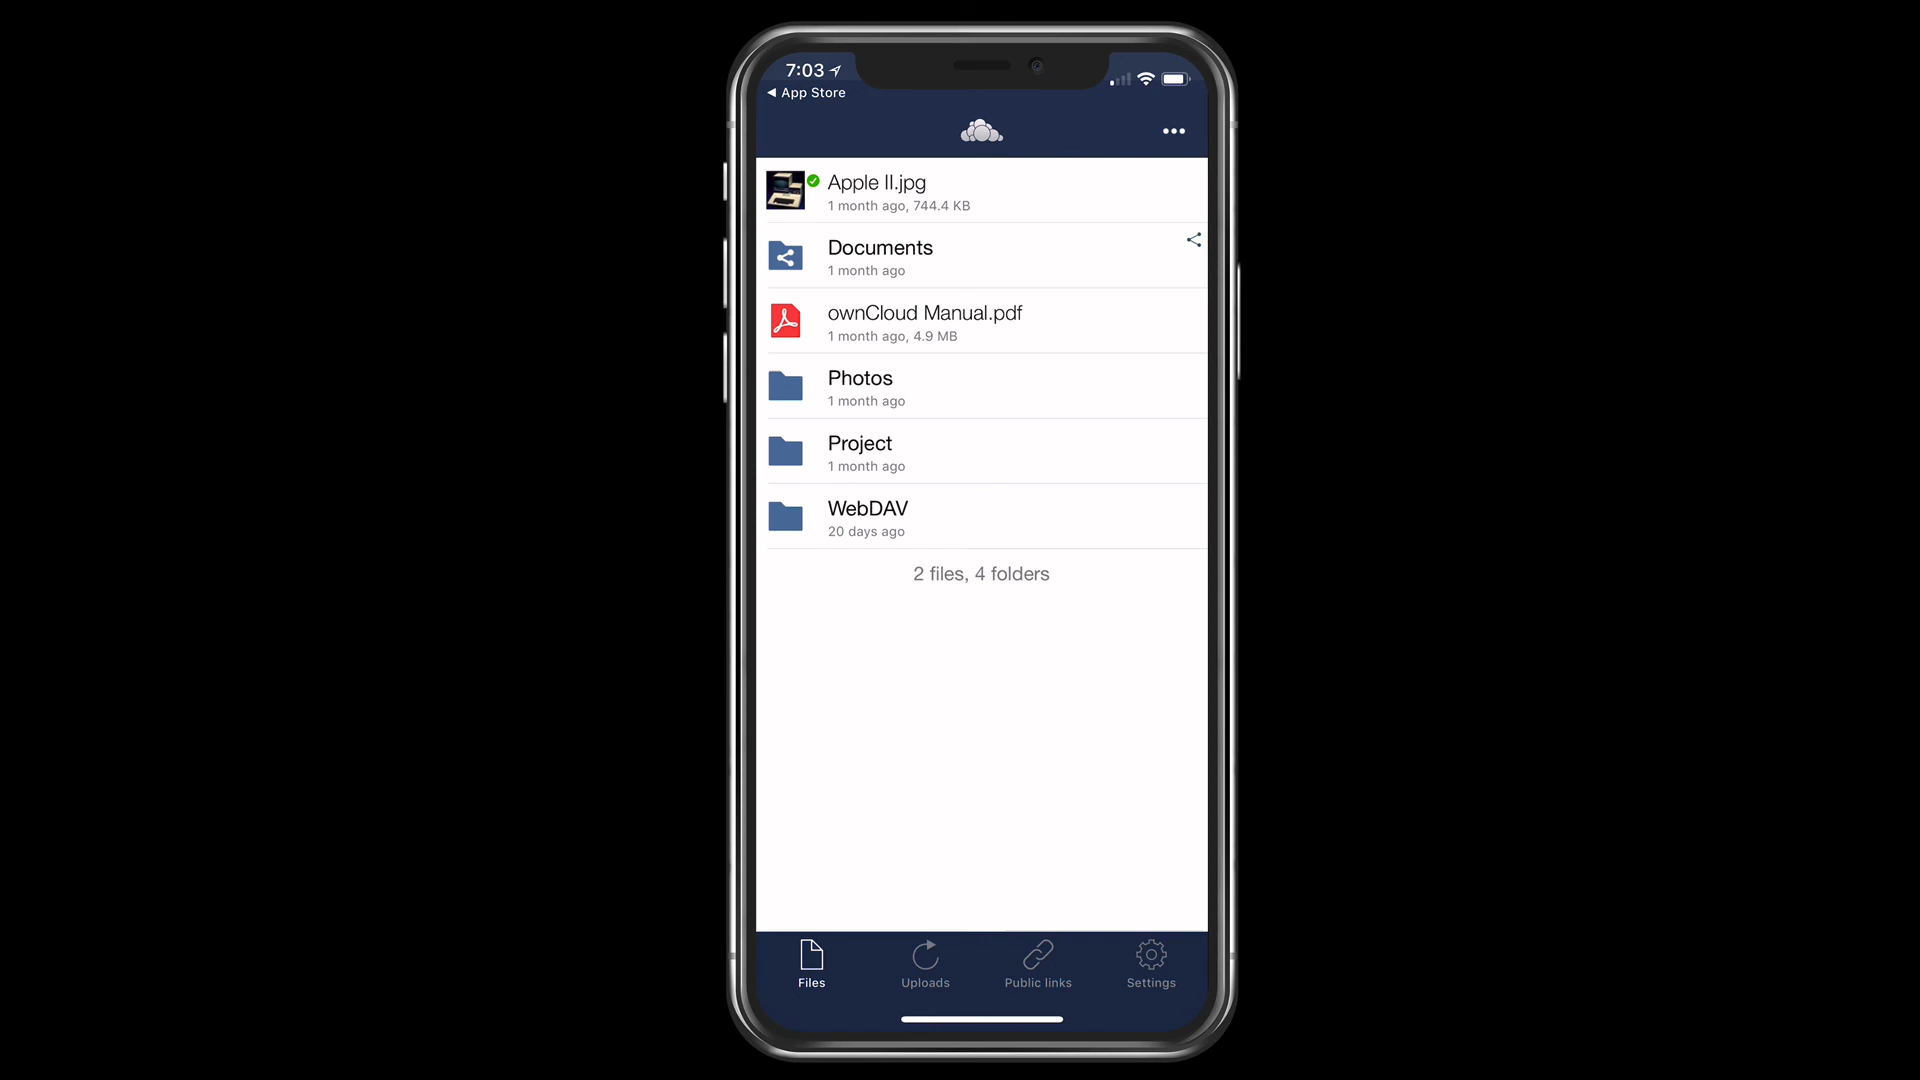 7:03
◀ App Store
Apple II.jpg
1 month ago, 744.4 KB
Documents
1 month ago
ownCloud Manual.pdf
1 month ago, 4.9 MB
Photos
1 month ago
Project
1 month ago
WebDAV
20 days ago
2 files, 4 folders
Files Uploads Public links Settings